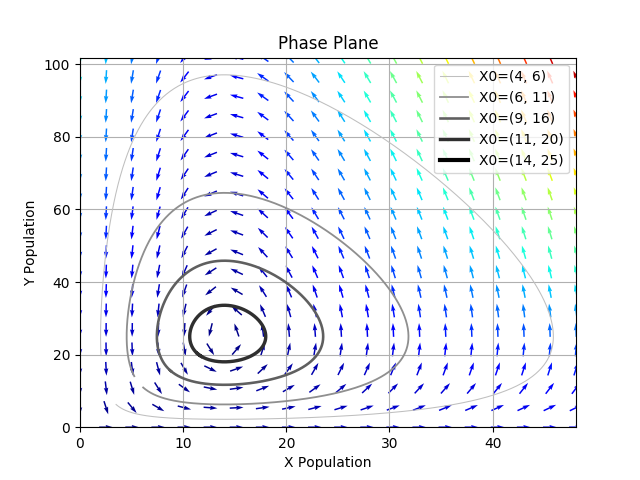 Phase Plane
X0=(4, 6)
X0=(6, 11)
X0=(9, 16)
X0=(11, 20)
X0=(14, 25)
Y Population
100
80
60
40
20
0
0 10 20 30 40
X Population